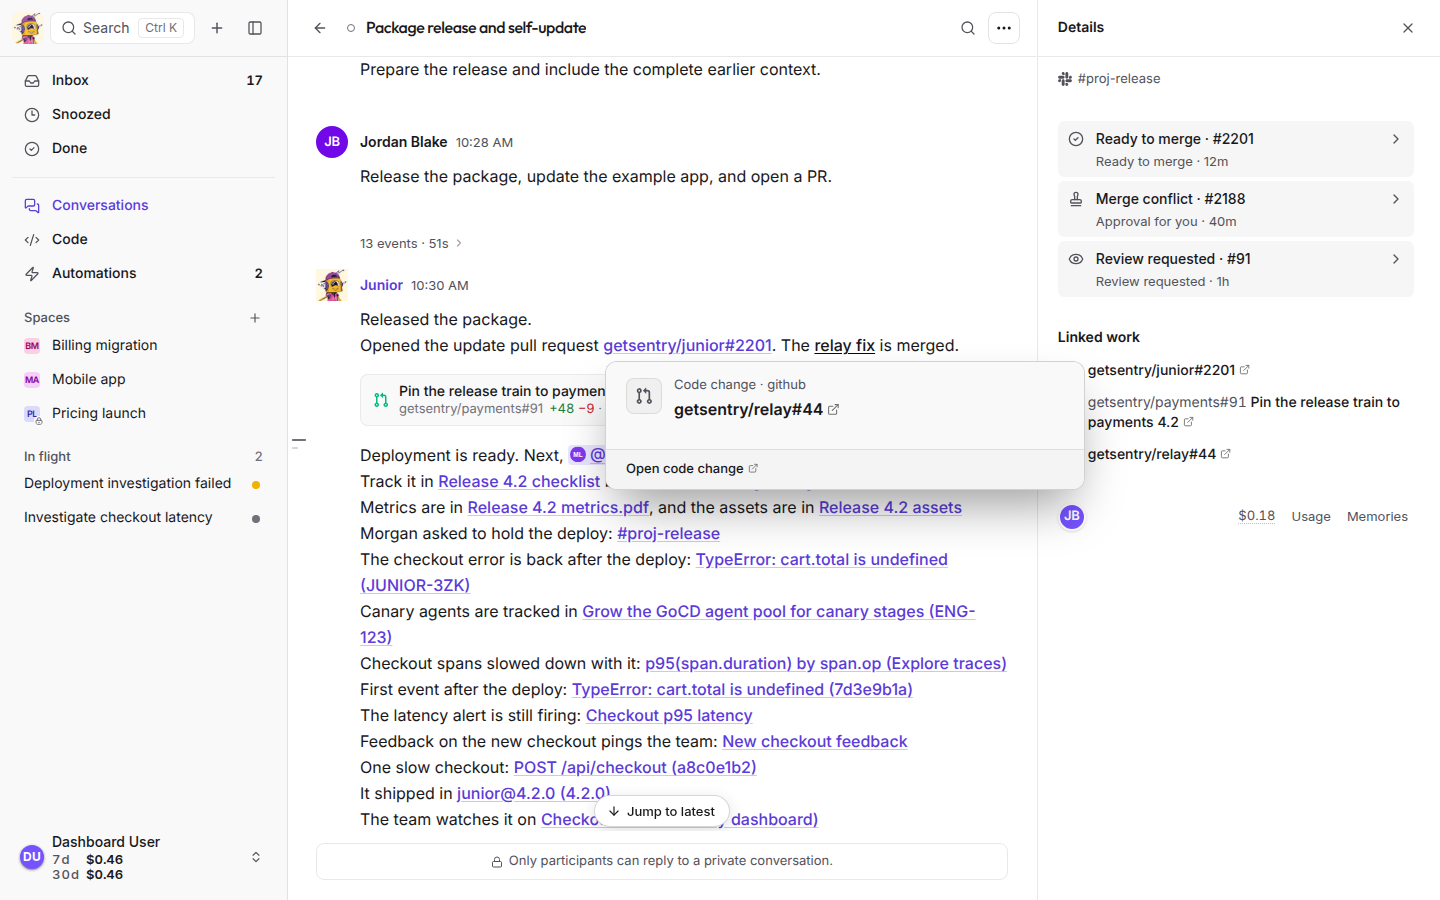 Search Ctrl K
Inbox 17
Snoozed
Done
Conversations
Code
Automations 2
Spaces
BM Billing migration
MA Mobile app
PL Pricing launch
In flight 2
Deployment investigation failed
Investigate checkout latency
DU Dashboard User
7d $0.46
30d $0.46
Package release and self-update
Prepare the release and include the complete earlier context.
JB Jordan Blake 10:28 AM
Release the package, update the example app, and open a PR.
13 events · 51s
Junior 10:30 AM
Released the package.
Opened the update pull request getsentry/junior#2201. The relay fix is merged.
Pin the release train to paymen
getsentry/payments#91 +48 −9 ·
Code change · github
getsentry/relay#44
Open code change
Deployment is ready. Next, ML @
Track it in Release 4.2 checklist
Metrics are in Release 4.2 metrics.pdf, and the assets are in Release 4.2 assets
Morgan asked to hold the deploy: #proj-release
The checkout error is back after the deploy: TypeError: cart.total is undefined
(JUNIOR-3ZK)
Canary agents are tracked in Grow the GoCD agent pool for canary stages (ENG-
123)
Checkout spans slowed down with it: p95(span.duration) by span.op (Explore traces)
First event after the deploy: TypeError: cart.total is undefined (7d3e9b1a)
The latency alert is still firing: Checkout p95 latency
Feedback on the new checkout pings the team: New checkout feedback
One slow checkout: POST /api/checkout (a8c0e1b2)
It shipped in junior@4.2.0 (4.2.0)
The team watches it on Checko dashboard)
Jump to latest
Only participants can reply to a private conversation.
Details
#proj-release
Ready to merge · #2201
Ready to merge · 12m
Merge conflict · #2188
Approval for you · 40m
Review requested · #91
Review requested · 1h
Linked work
getsentry/junior#2201
getsentry/payments#91 Pin the release train to
payments 4.2
getsentry/relay#44
JB $0.18 Usage Memories